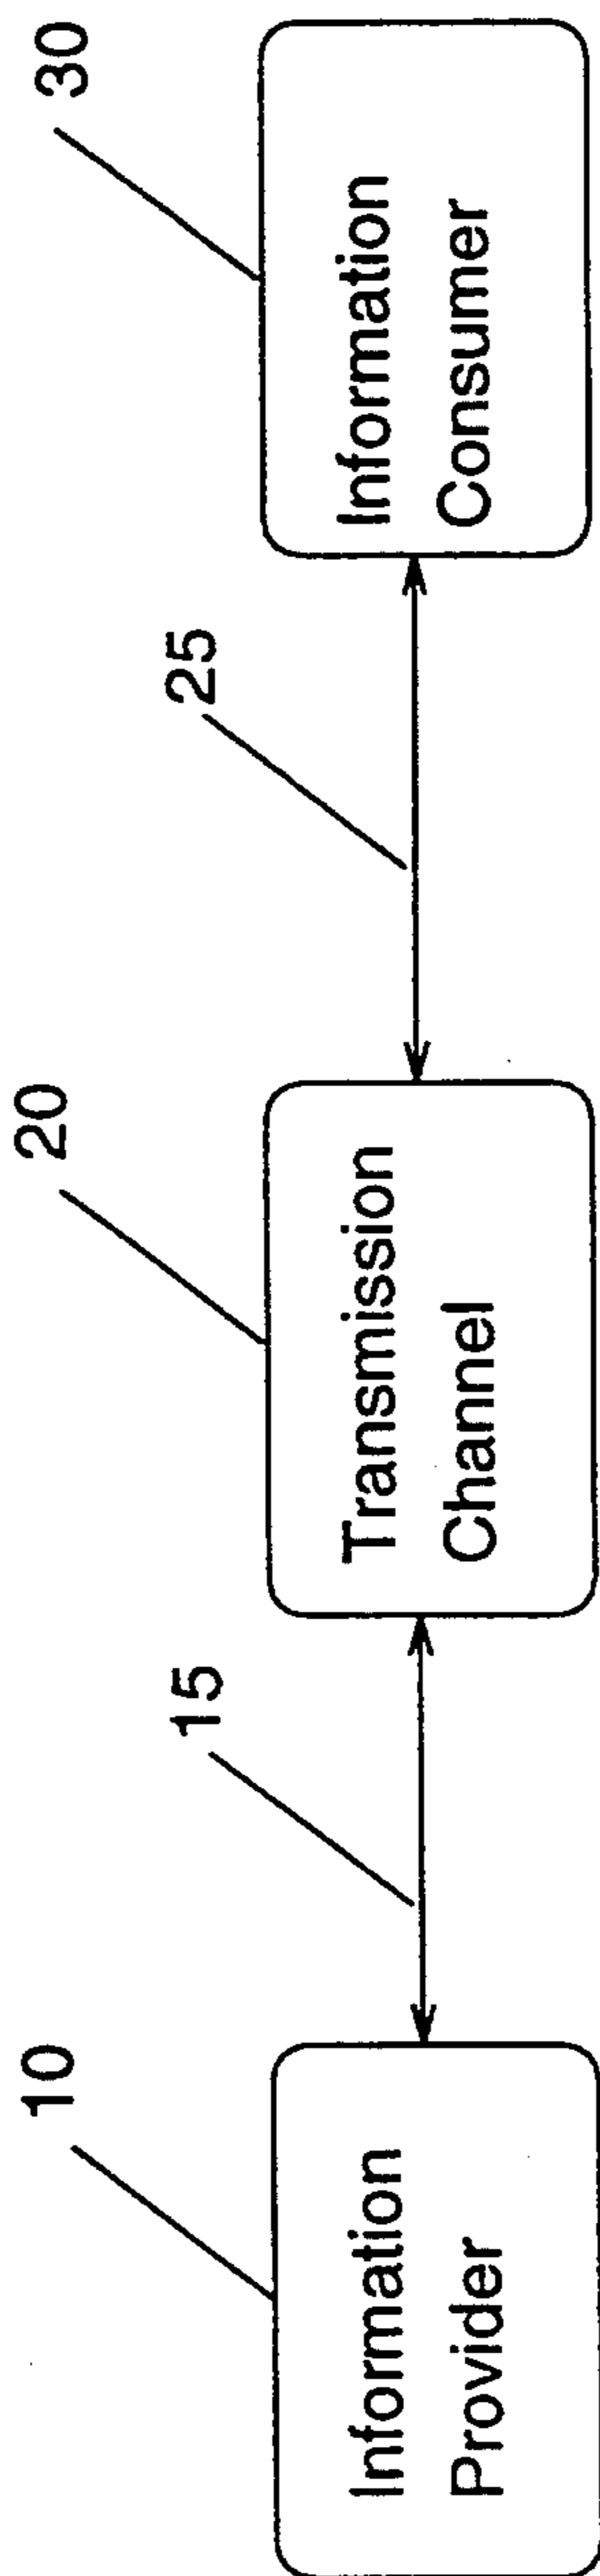 10
Information
Provider
15
20
Transmission
Channel
25
30
Information
Consumer